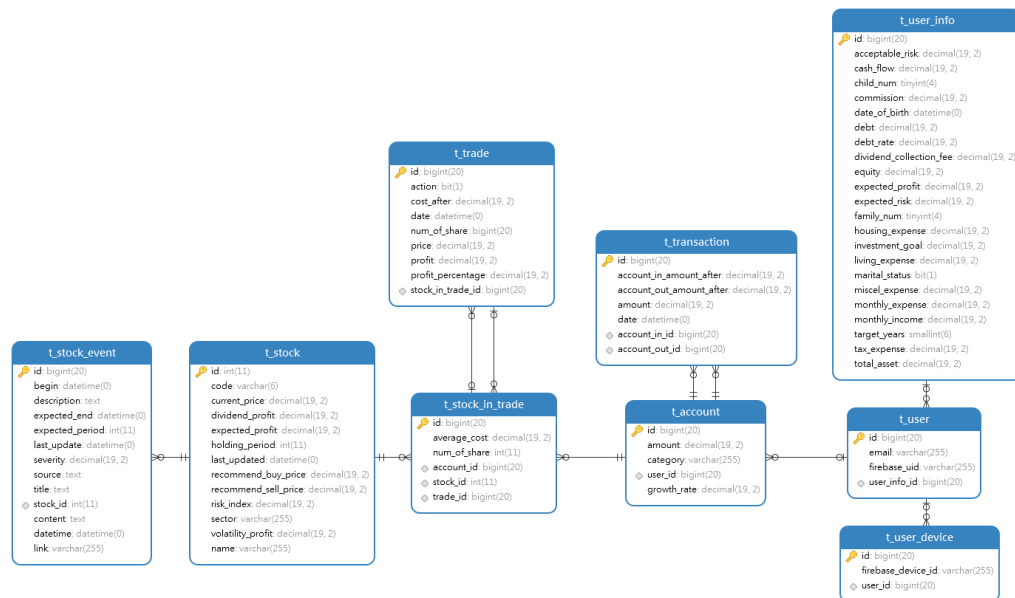 t_user_info
id: bigint(20)
acceptable_risk: decimal(19, 2)
cash_flow: decimal(19, 2)
child_num: tinyint(4)
commission: decimal(19, 2)
date_of_birth: datetime(0)
debt: decimal(19, 2)
debt_rate: decimal(19, 2)
dividend_collection_fee: decimal(19, 2)
equity: decimal(19, 2)
expected_profit: decimal(19, 2)
expected_risk: decimal(19, 2)
family_num: tinyint(4)
housing_expense: decimal(19, 2)
investment_goal: decimal(19, 2)
living_expense: decimal(19, 2)
marital_status: bit(1)
miscel_expense: decimal(19, 2)
monthly_expense: decimal(19, 2)
monthly_income: decimal(19, 2)
target_years: smallint(6)
tax_expense: decimal(19, 2)
total_asset: decimal(19, 2)
t_trade
id: bigint(20)
action: bit(1)
cost_after: decimal(19, 2)
date: datetime(0)
num_of_share: bigint(20)
price: decimal(19, 2)
profit: decimal(19, 2)
profit_percentage: decimal(19, 2)
stock_in_trade_id: bigint(20)
t_transaction
id: bigint(20)
account_in_amount_after: decimal(19, 2)
account_out_amount_after: decimal(19, 2)
amount: decimal(19, 2)
date: datetime(0)
account_in_id: bigint(20)
account_out_id: bigint(20)
t_stock_event
id: bigint(20)
begin: datetime(0)
description: text
expected_end: datetime(0)
expected_period: int(11)
last_update: datetime(0)
severity: decimal(19, 2)
source: text
title: text
stock_id: int(11)
content: text
datetime: datetime(0)
link: varchar(255)
t_stock
id: int(11)
code: varchar(6)
current_price: decimal(19, 2)
dividend_profit: decimal(19, 2)
expected_profit: decimal(19, 2)
holding_period: int(11)
last_updated: datetime(0)
recommend_buy_price: decimal(19, 2)
recommend_sell_price: decimal(19, 2)
risk_index: decimal(19, 2)
sector: varchar(255)
volatility_profit: decimal(19, 2)
name: varchar(255)
t_stock_in_trade
id: bigint(20)
average_cost: decimal(19, 2)
num_of_share: int(11)
account_id: bigint(20)
stock_id: int(11)
trade_id: bigint(20)
t_account
id: bigint(20)
amount: decimal(19, 2)
category: varchar(255)
user_id: bigint(20)
growth_rate: decimal(19, 2)
t_user
id: bigint(20)
email: varchar(255)
firebase_uid: varchar(255)
user_info_id: bigint(20)
t_user_device
id: bigint(20)
firebase_device_id: varchar(255)
user_id: bigint(20)